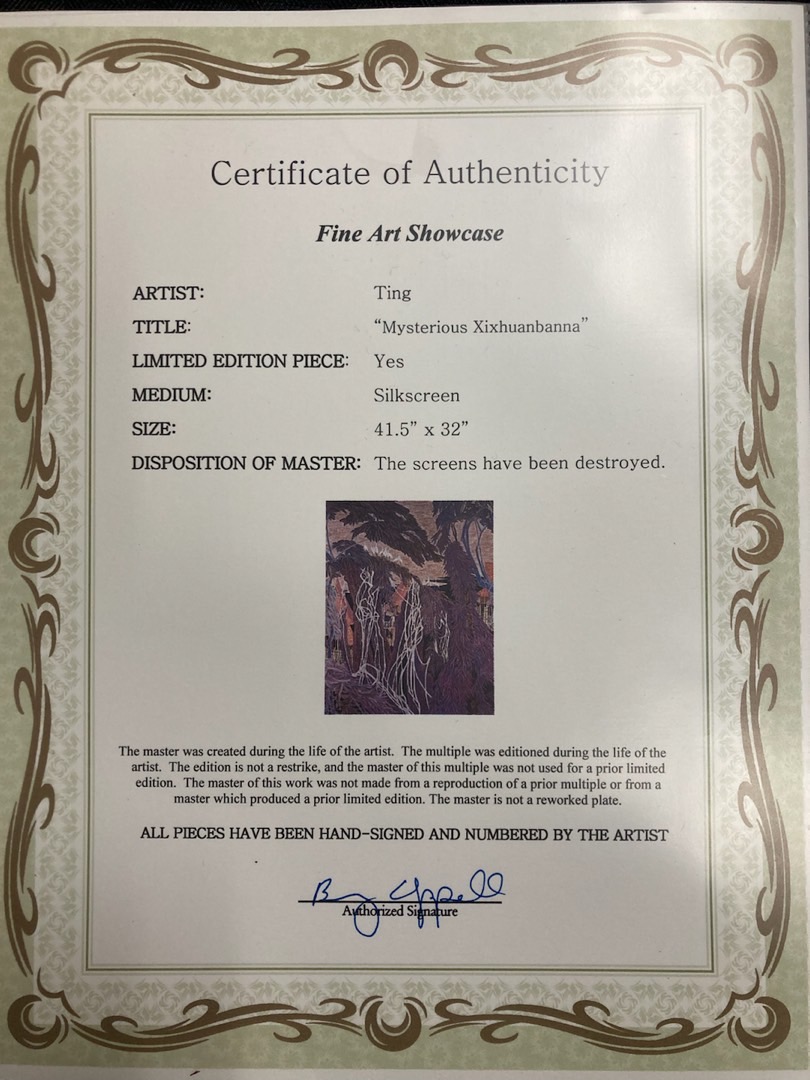 Certificate of Authenticity
Fine Art Showcase
ARTIST: Ting
TITLE: “Mysterious Xixhuanbanna”
LIMITED EDITION PIECE: Yes
MEDIUM: Silkscreen
SIZE: 41.5” x 32”
DISPOSITION OF MASTER: The screens have been destroyed.
The master was created during the life of the artist. The multiple was editioned during the life of the
artist. The edition is not a restrike, and the master of this multiple was not used for a prior limited
edition. The master of this work was not made from a reproduction of a prior multiple or from a
master which produced a prior limited edition. The master is not a reworked plate.
ALL PIECES HAVE BEEN HAND-SIGNED AND NUMBERED BY THE ARTIST
Authorized Signature